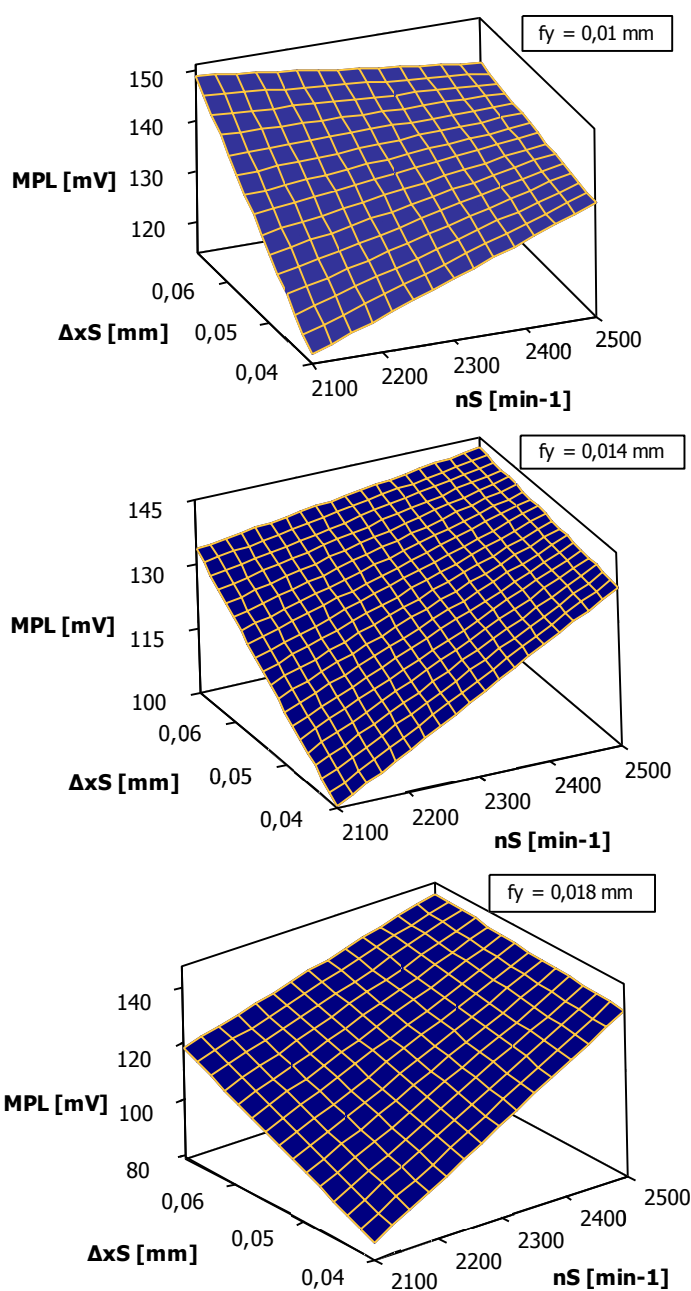 fy = 0,01 mm
150
140
MPL [mV] 130
120
0,06
ΔxS [mm] 0,05
0,04
2100 2200 2300 2400 2500
nS [min-1]
fy = 0,014 mm
145
130
MPL [mV] 115
100
0,06
ΔxS [mm] 0,05
0,04
2100 2200 2300 2400 2500
nS [min-1]
fy = 0,018 mm
140
120
MPL [mV] 100
80
0,06
ΔxS [mm] 0,05
0,04
2100 2200 2300 2400 2500
nS [min-1]